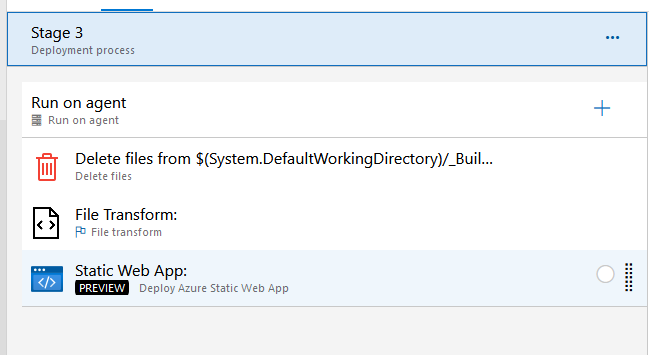 Stage 3
Deployment process
Run on agent
Run on agent
Delete files from $(System.DefaultWorkingDirectory)/_Buil...
Delete files
File Transform:
File transform
Static Web App:
PREVIEW Deploy Azure Static Web App